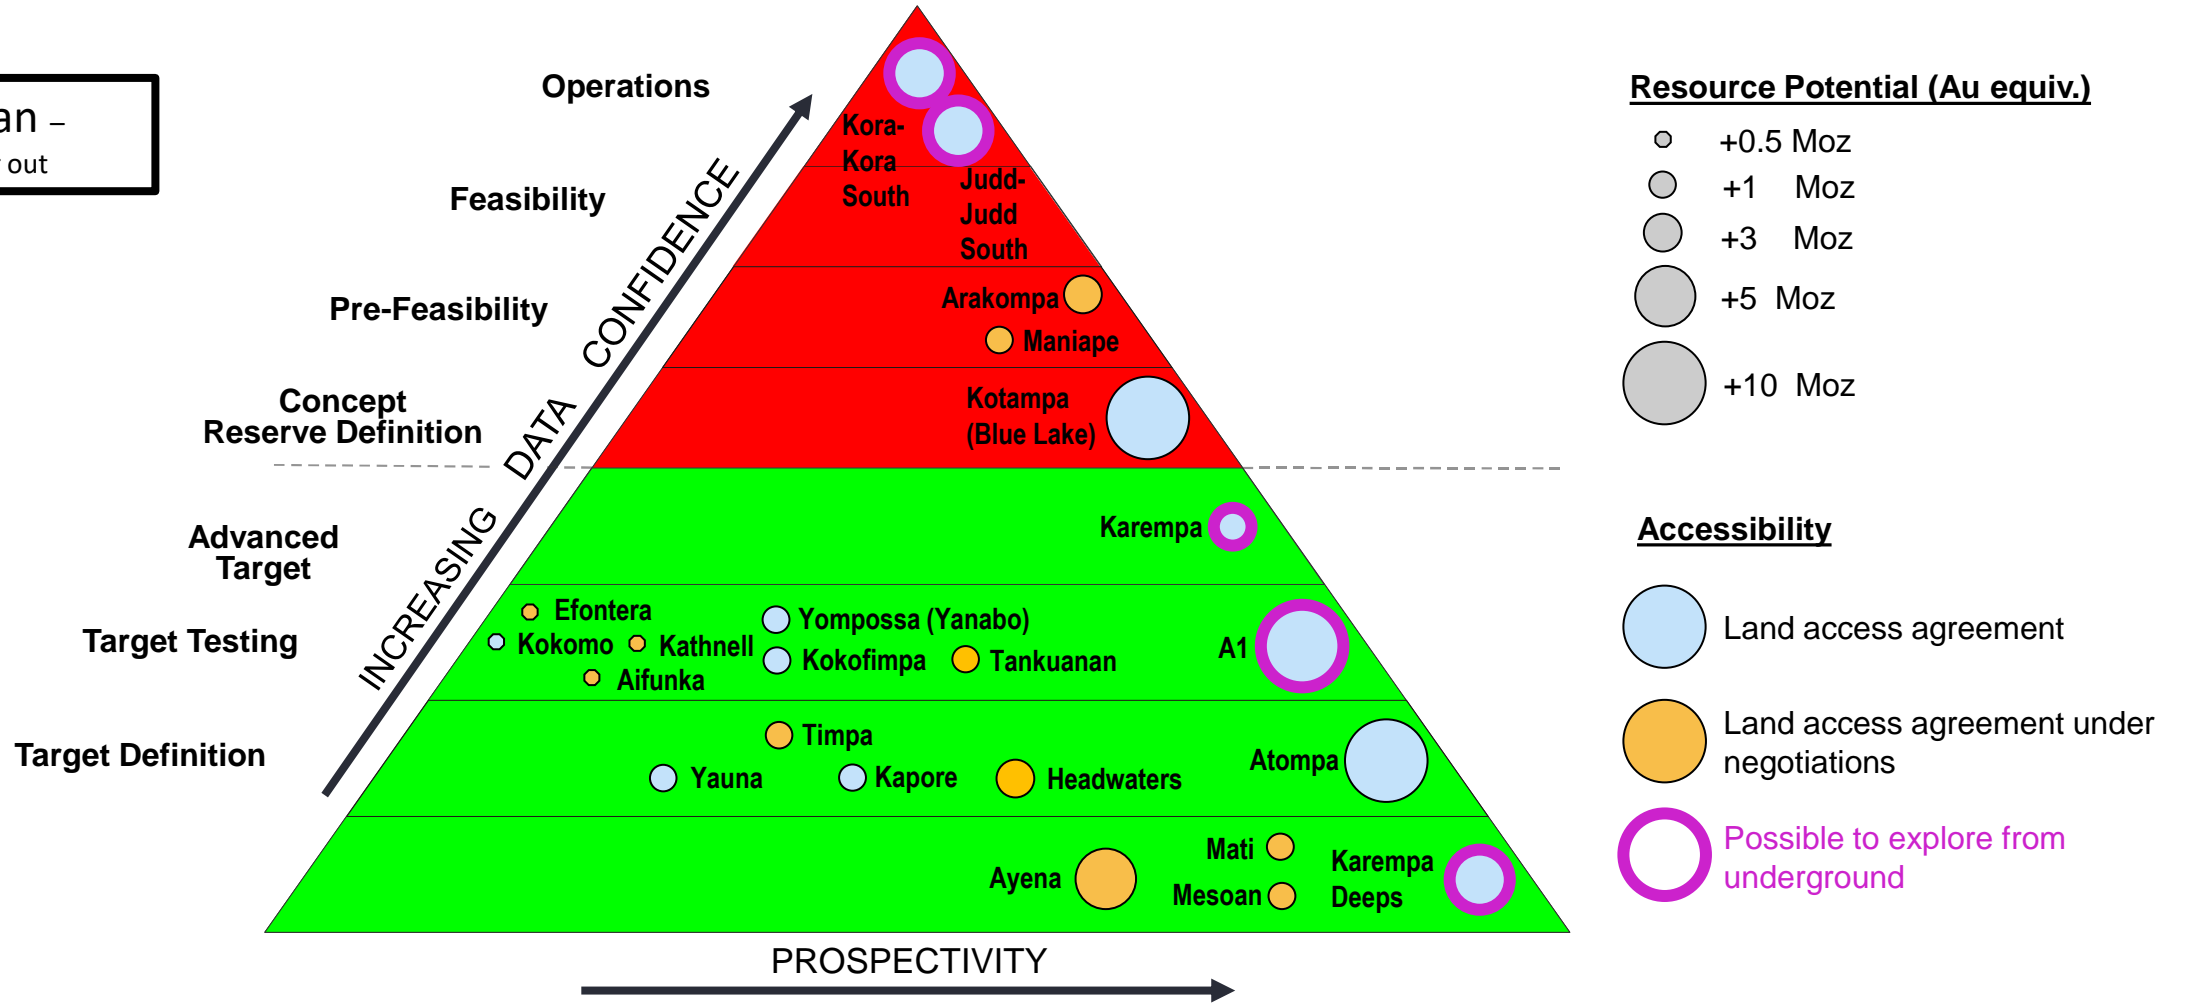 an –
out
Operations
Feasibility
Pre-Feasibility
Concept
Reserve Definition
Advanced
Target
Target Testing
Target Definition
INCREASING DATA CONFIDENCE
Kora-
Kora
South
Judd-
Judd
South
Arakompa
Maniape
Kotampa
(Blue Lake)
Karempa
Efontera
Kokomo
Kathnell
Aifunka
Yompossa (Yanabo)
Kokofimpa
Tankuanan
A1
Timpa
Yauna
Kapore
Headwaters
Atompa
Ayena
Mati
Mesoan
Karempa
Deeps
PROSPECTIVITY
Resource Potential (Au equiv.)
+0.5 Moz
+1 Moz
+3 Moz
+5 Moz
+10 Moz
Accessibility
Land access agreement
Land access agreement under
negotiations
Possible to explore from
underground